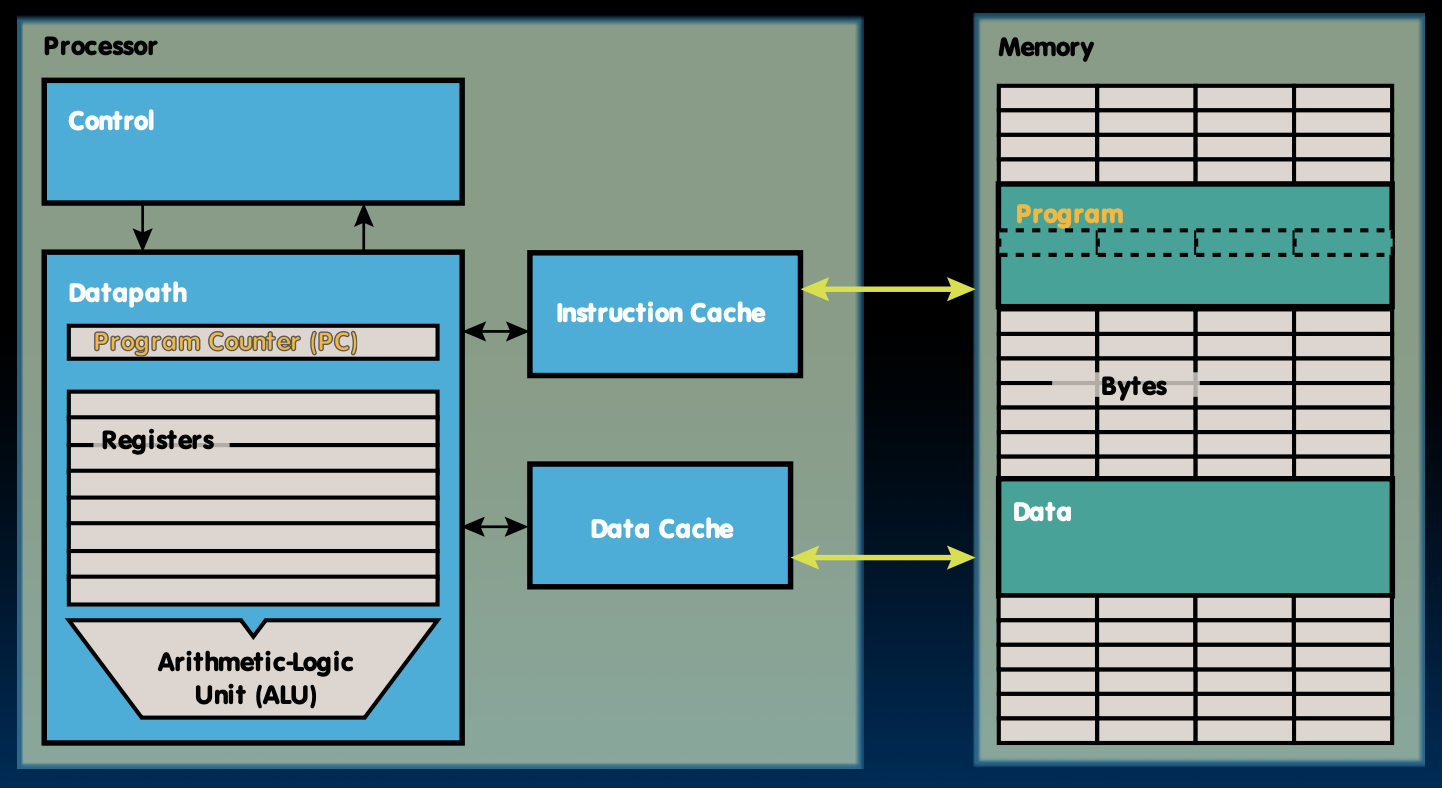 Processor
Control
Datapath
Program Counter (PC)
Registers
Arithmetic-Logic
Unit (ALU)
Instruction Cache
Data Cache
Memory
Program
Bytes
Data